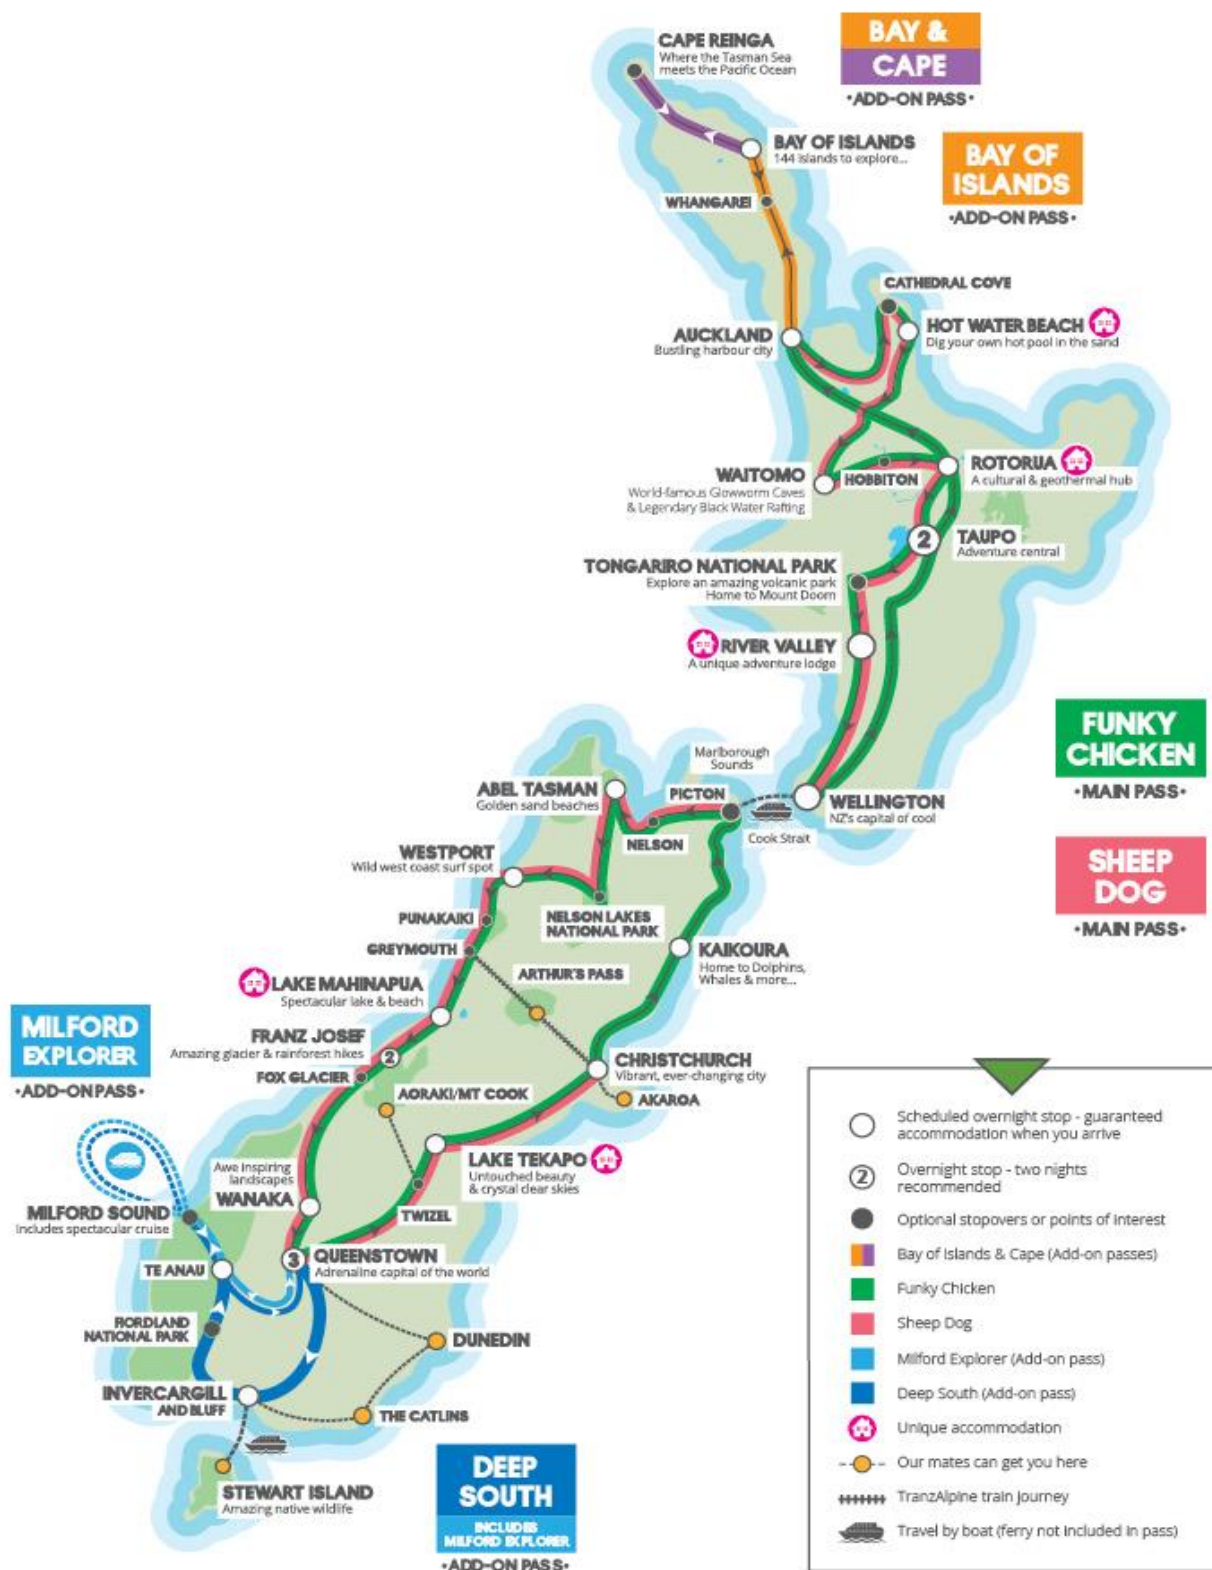 CAPE REINGA
Where the Tasman Sea
meets the Pacific Ocean
BAY &
CAPE
•ADD-ON PASS•
BAY OF ISLANDS
144 islands to explore...
BAY OF
ISLANDS
•ADD-ON PASS•
WHANGAREI
CATHEDRAL COVE
AUCKLAND
Bustling harbour city
HOT WATER BEACH
Dig your own hot pool in the sand
WAITOMO
World-famous Glowworm Caves
& Legendary Black Water Rafting
HOBBITON
ROTORUA
A cultural & geothermal hub
2
TAUPO
Adventure central
TONGARIRO NATIONAL PARK
Explore an amazing volcanic park
Home to Mount Doom
RIVER VALLEY
A unique adventure lodge
FUNKY
CHICKEN
•MAIN PASS•
Marlborough
Sounds
ABEL TASMAN
Golden sand beaches
PICTON
WELLINGTON
NZ's capital of cool
NELSON
Cook Strait
SHEEP
DOG
•MAIN PASS•
WESTPORT
Wild west coast surf spot
PUNAKAIKI
NELSON LAKES
NATIONAL PARK
GREYMOUTH
KAIKOURA
Home to Dolphins,
Whales & more...
ARTHUR'S PASS
LAKE MAHINAPUA
Spectacular lake & beach
MILFORD
EXPLORER
•ADD-ON PASS•
FRANZ JOSEF
Amazing glacier & rainforest hikes
2
FOX GLACIER
CHRISTCHURCH
Vibrant, ever-changing city
AORAKI/MT COOK
AKAROA
LAKE TEKAPO
Untouched beauty
& crystal clear skies
Awe inspiring
landscapes
WANAKA
TWIZEL
MILFORD SOUND
Includes spectacular cruise
3
QUEENSTOWN
Adrenaline capital of the world
TE ANAU
FIORDLAND
NATIONAL PARK
DUNEDIN
INVERCARGILL
AND BLUFF
THE CATLINS
STEWART ISLAND
Amazing native wildlife
DEEP
SOUTH
INCLUDES
MILFORD EXPLORER
•ADD-ON PASS•
Scheduled overnight stop - guaranteed
accommodation when you arrive
2
Overnight stop - two nights
recommended
Optional stopovers or points of interest
Bay of Islands & Cape (Add-on passes)
Funky Chicken
Sheep Dog
Milford Explorer (Add-on pass)
Deep South (Add-on pass)
Unique accommodation
Our mates can get you here
TranzAlpine train journey
Travel by boat (ferry not included in pass)